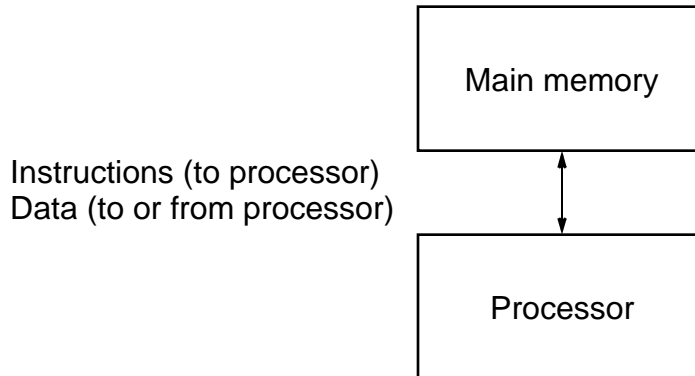 Main memory
Instructions (to processor)
Data (to or from processor)
Processor